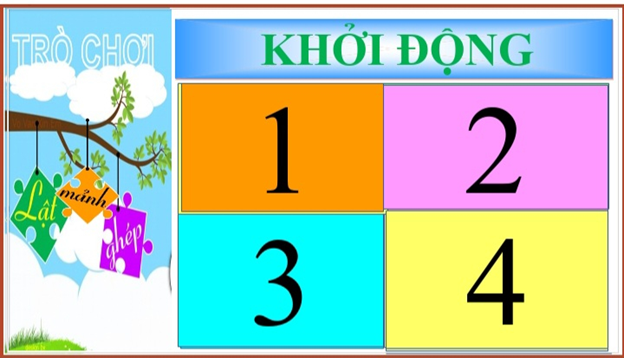 TRÒ CHƠI
Lật
mảnh
ghép
KHỞI ĐỘNG
1
2
3
4